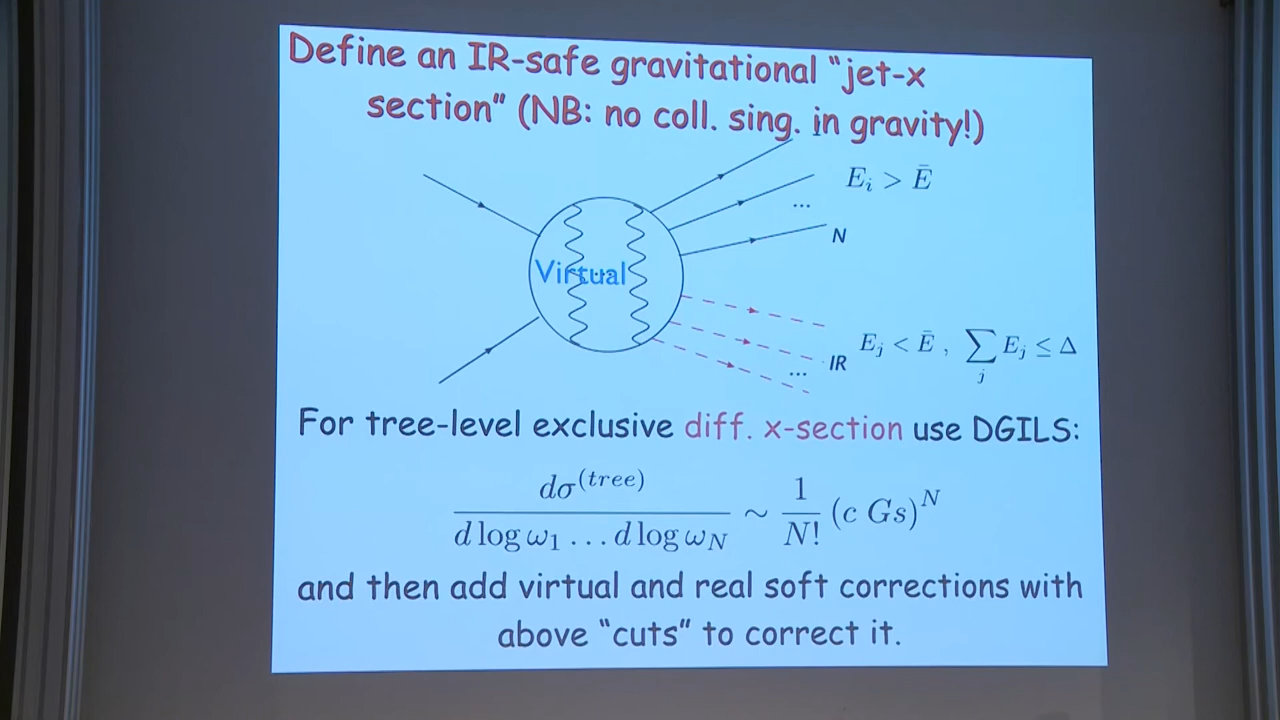 Define an IR-safe gravitational “jet-x
section” (NB: no coll. sing. in gravity!)
E_i > Ē
...
N
Virtual
E_j < Ē , ∑_j E_j ≤ Δ
... IR
For tree-level exclusive diff. x-section use DGILS:
dσ^(tree) / d log ω_1 … d log ω_N ~ 1/N! (c Gs)^N
and then add virtual and real soft corrections with
above “cuts” to correct it.